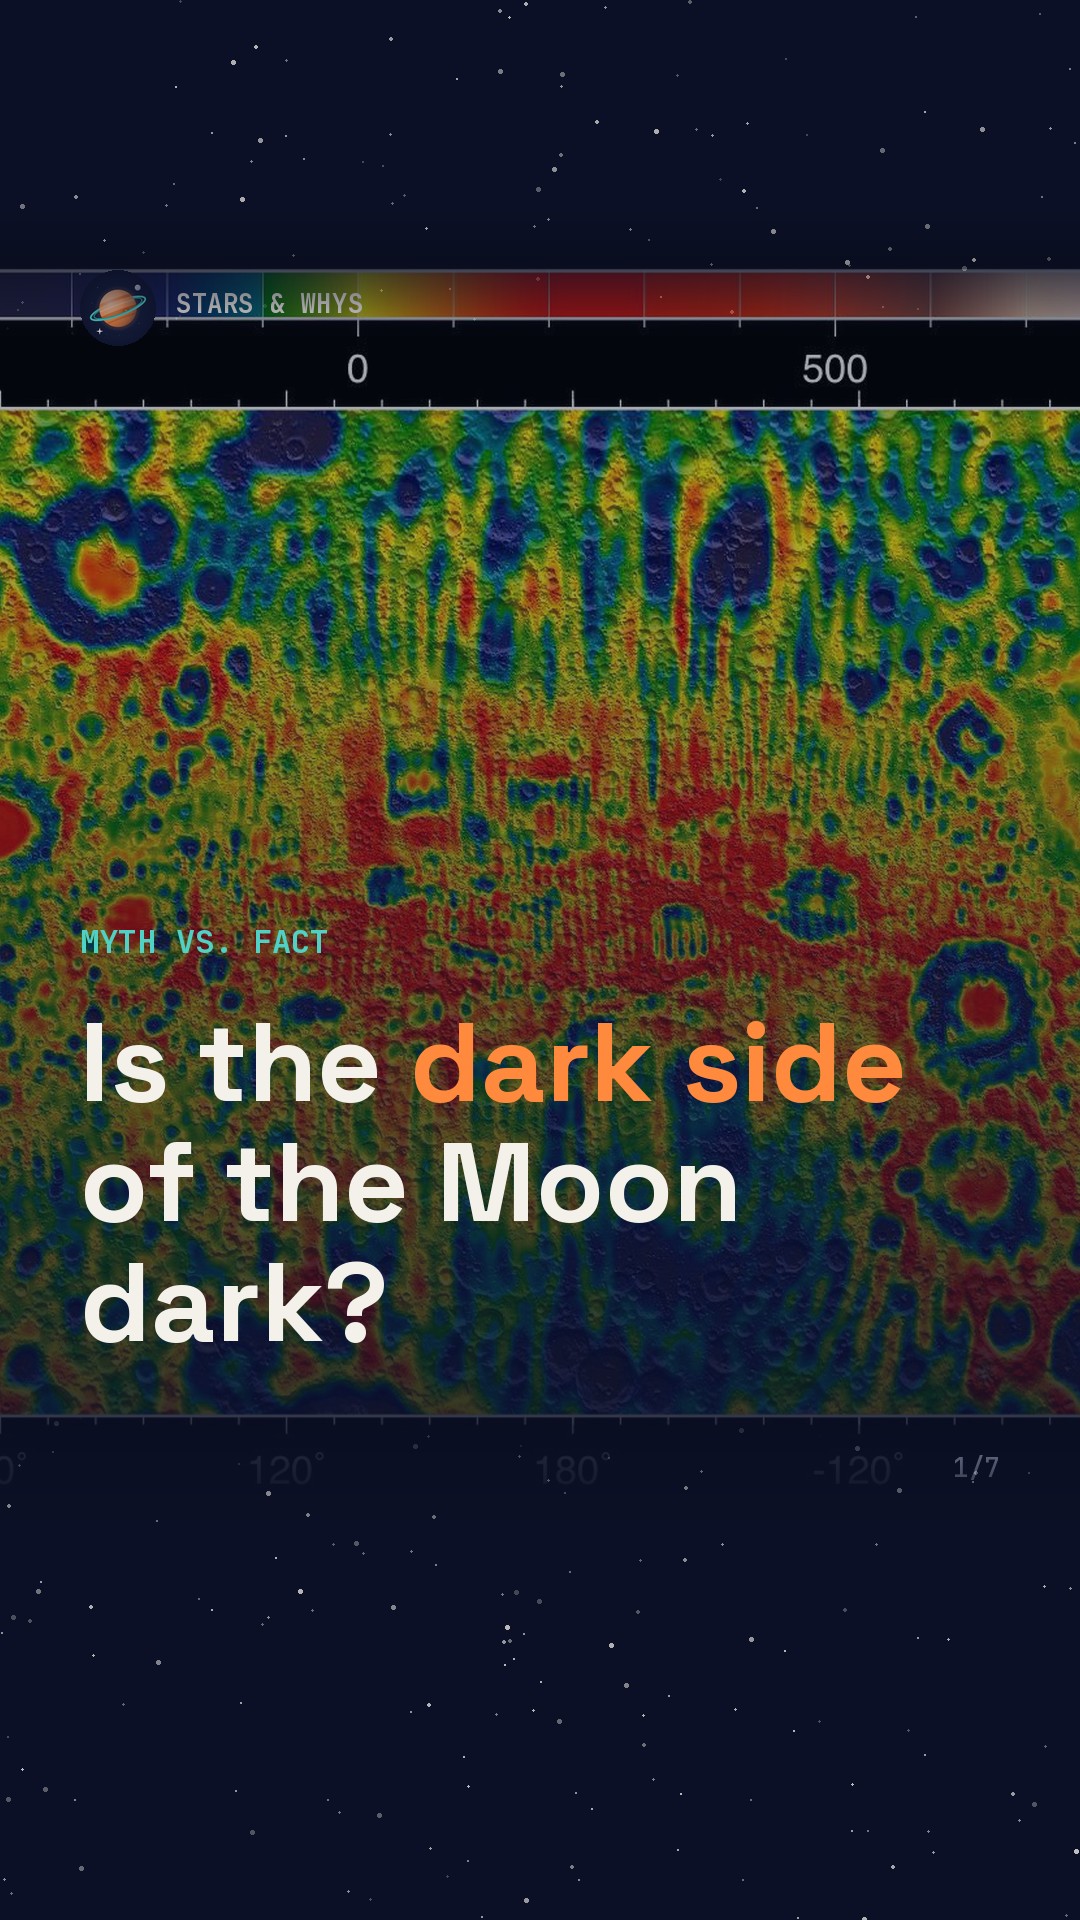 STARS & WHYS
0 500
MYTH VS. FACT
Is the dark side
of the Moon
dark?
120° 180° -120° 1/7